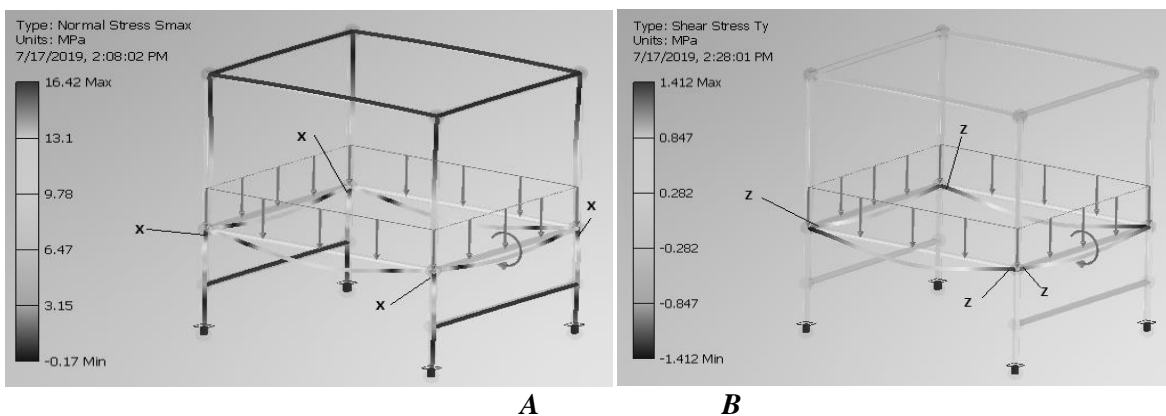 Type: Normal Stress Smax
Units: MPa
7/17/2019, 2:08:02 PM
16.42 Max
13.1
9.78
6.47
3.15
-0.17 Min
x
x
x
x
Type: Shear Stress Ty
Units: MPa
7/17/2019, 2:28:01 PM
1.412 Max
0.847
0.282
-0.282
-0.847
-1.412 Min
z
z
z
z
A B